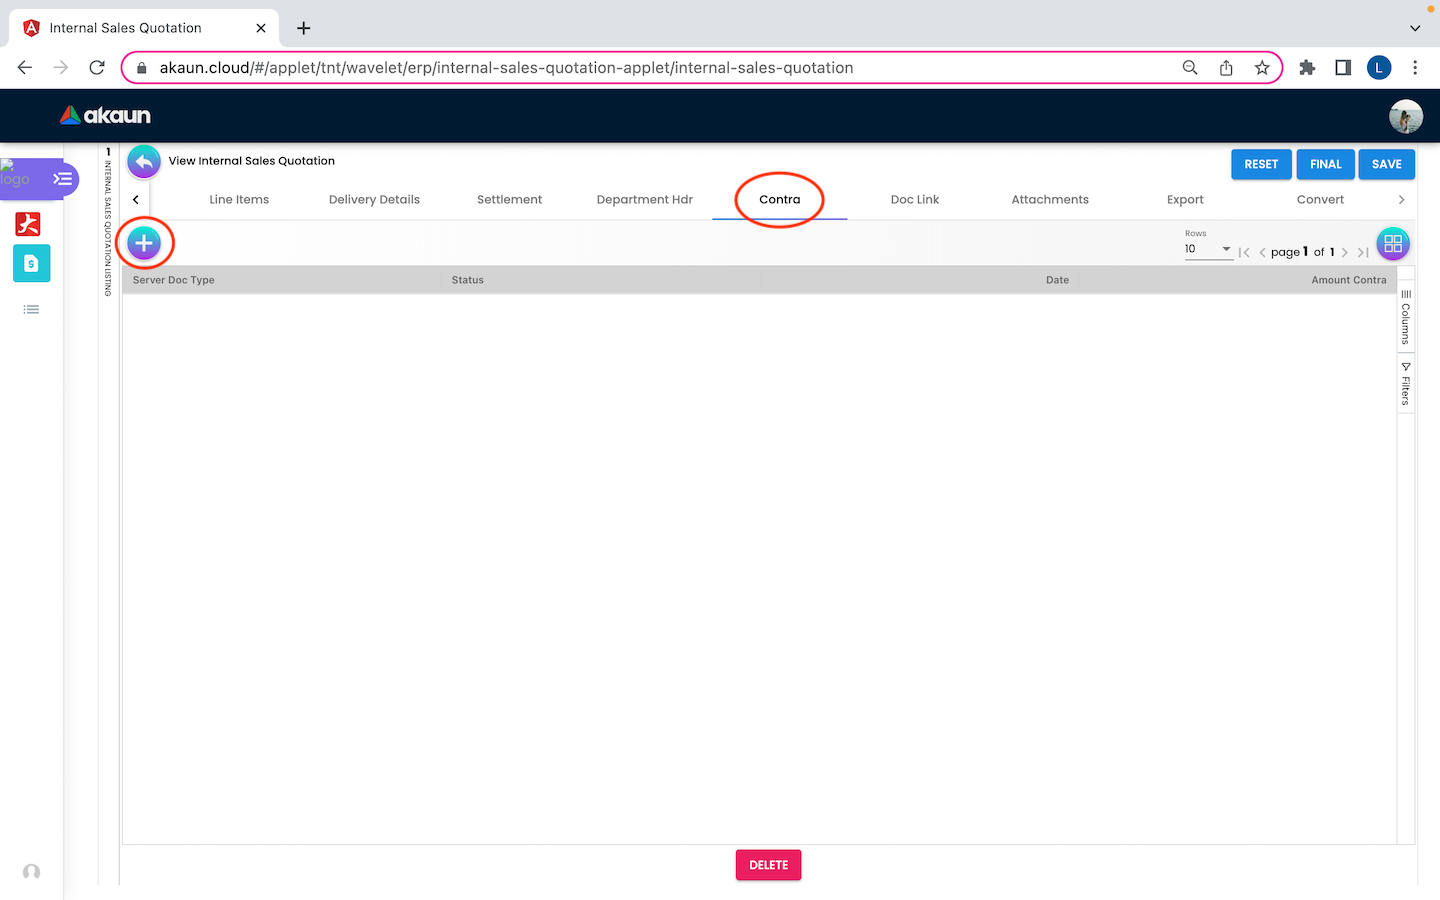 Internal Sales Quotation
akaun.cloud/#/applet/tnt/wavelet/erp/internal-sales-quotation-applet/internal-sales-quotation
L
akaun
logo
1
INTERNAL SALES QUOTATION LISTING
View Internal Sales Quotation
RESET
FINAL
SAVE
Line Items
Delivery Details
Settlement
Department Hdr
Contra
Doc Link
Attachments
Export
Convert
Rows
10
page 1 of 1
Server Doc Type
Status
Date
Amount Contra
Columns
Filters
DELETE